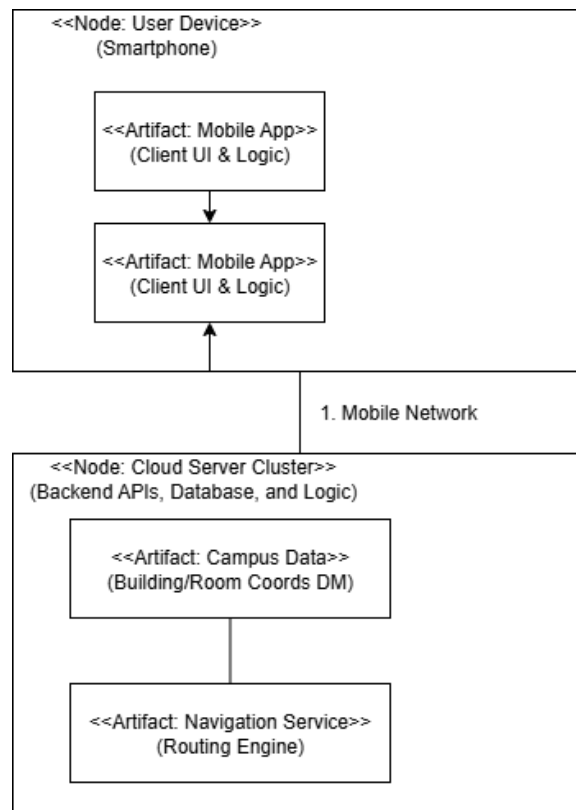 <<Node: User Device>>
(Smartphone)
<<Artifact: Mobile App>>
(Client UI & Logic)
<<Artifact: Mobile App>>
(Client UI & Logic)
1. Mobile Network
<<Node: Cloud Server Cluster>>
(Backend APIs, Database, and Logic)
<<Artifact: Campus Data>>
(Building/Room Coords DM)
<<Artifact: Navigation Service>>
(Routing Engine)